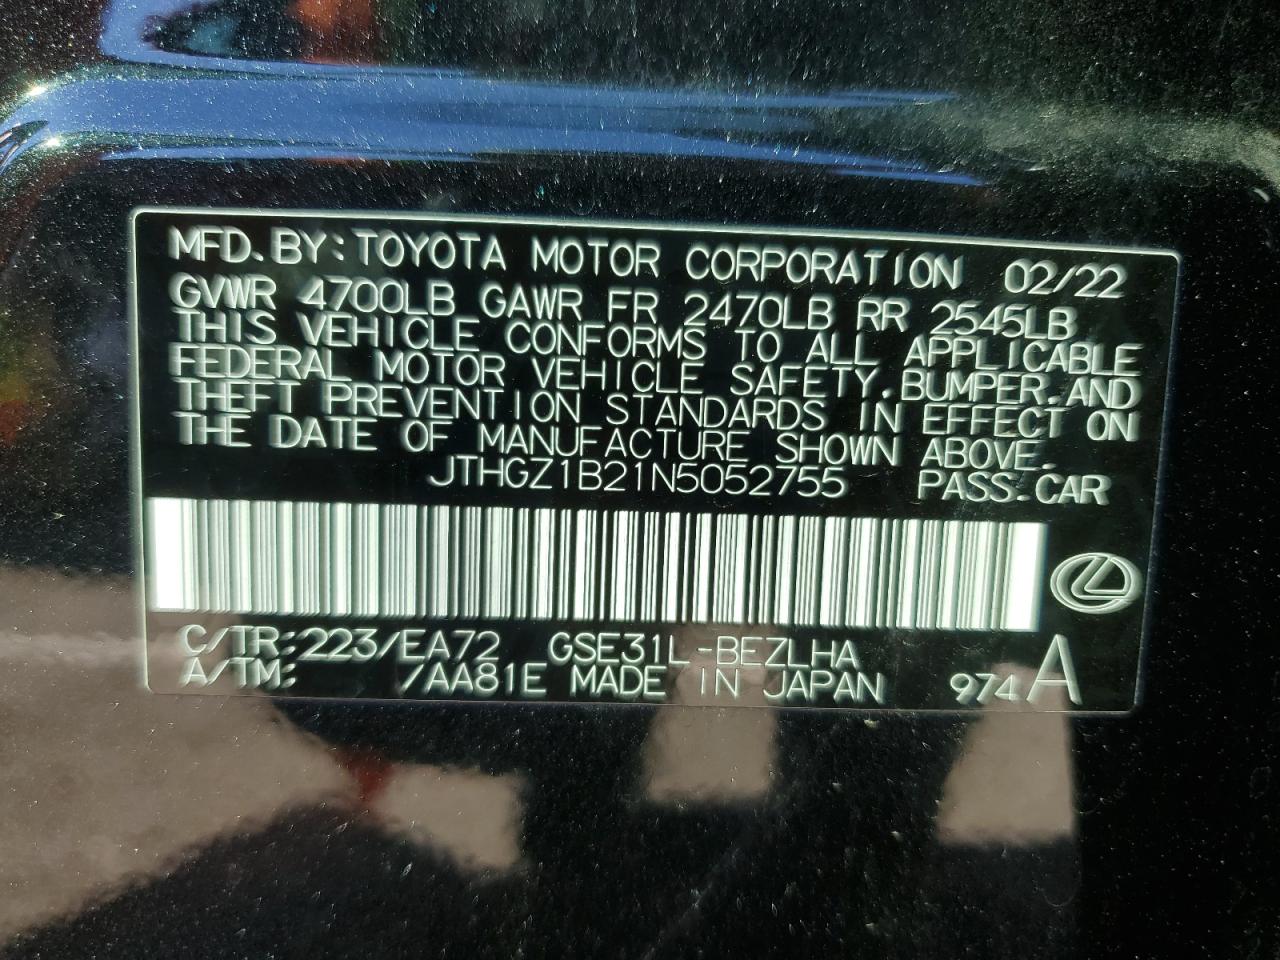 MFD. BY: TOYOTA MOTOR CORPORATION 02/22
GVWR 4700LB GAWR FR 2470LB RR 2545LB
THIS VEHICLE CONFORMS TO ALL APPLICABLE
FEDERAL MOTOR VEHICLE SAFETY, BUMPER, AND
THEFT PREVENTION STANDARDS IN EFFECT ON
THE DATE OF MANUFACTURE SHOWN ABOVE.
JTHGZ1B21N5052755 PASS. CAR
C/TR: 223/EA72 GSE31L-BEZLHA
A/TM: /AA81E MADE IN JAPAN 974 A